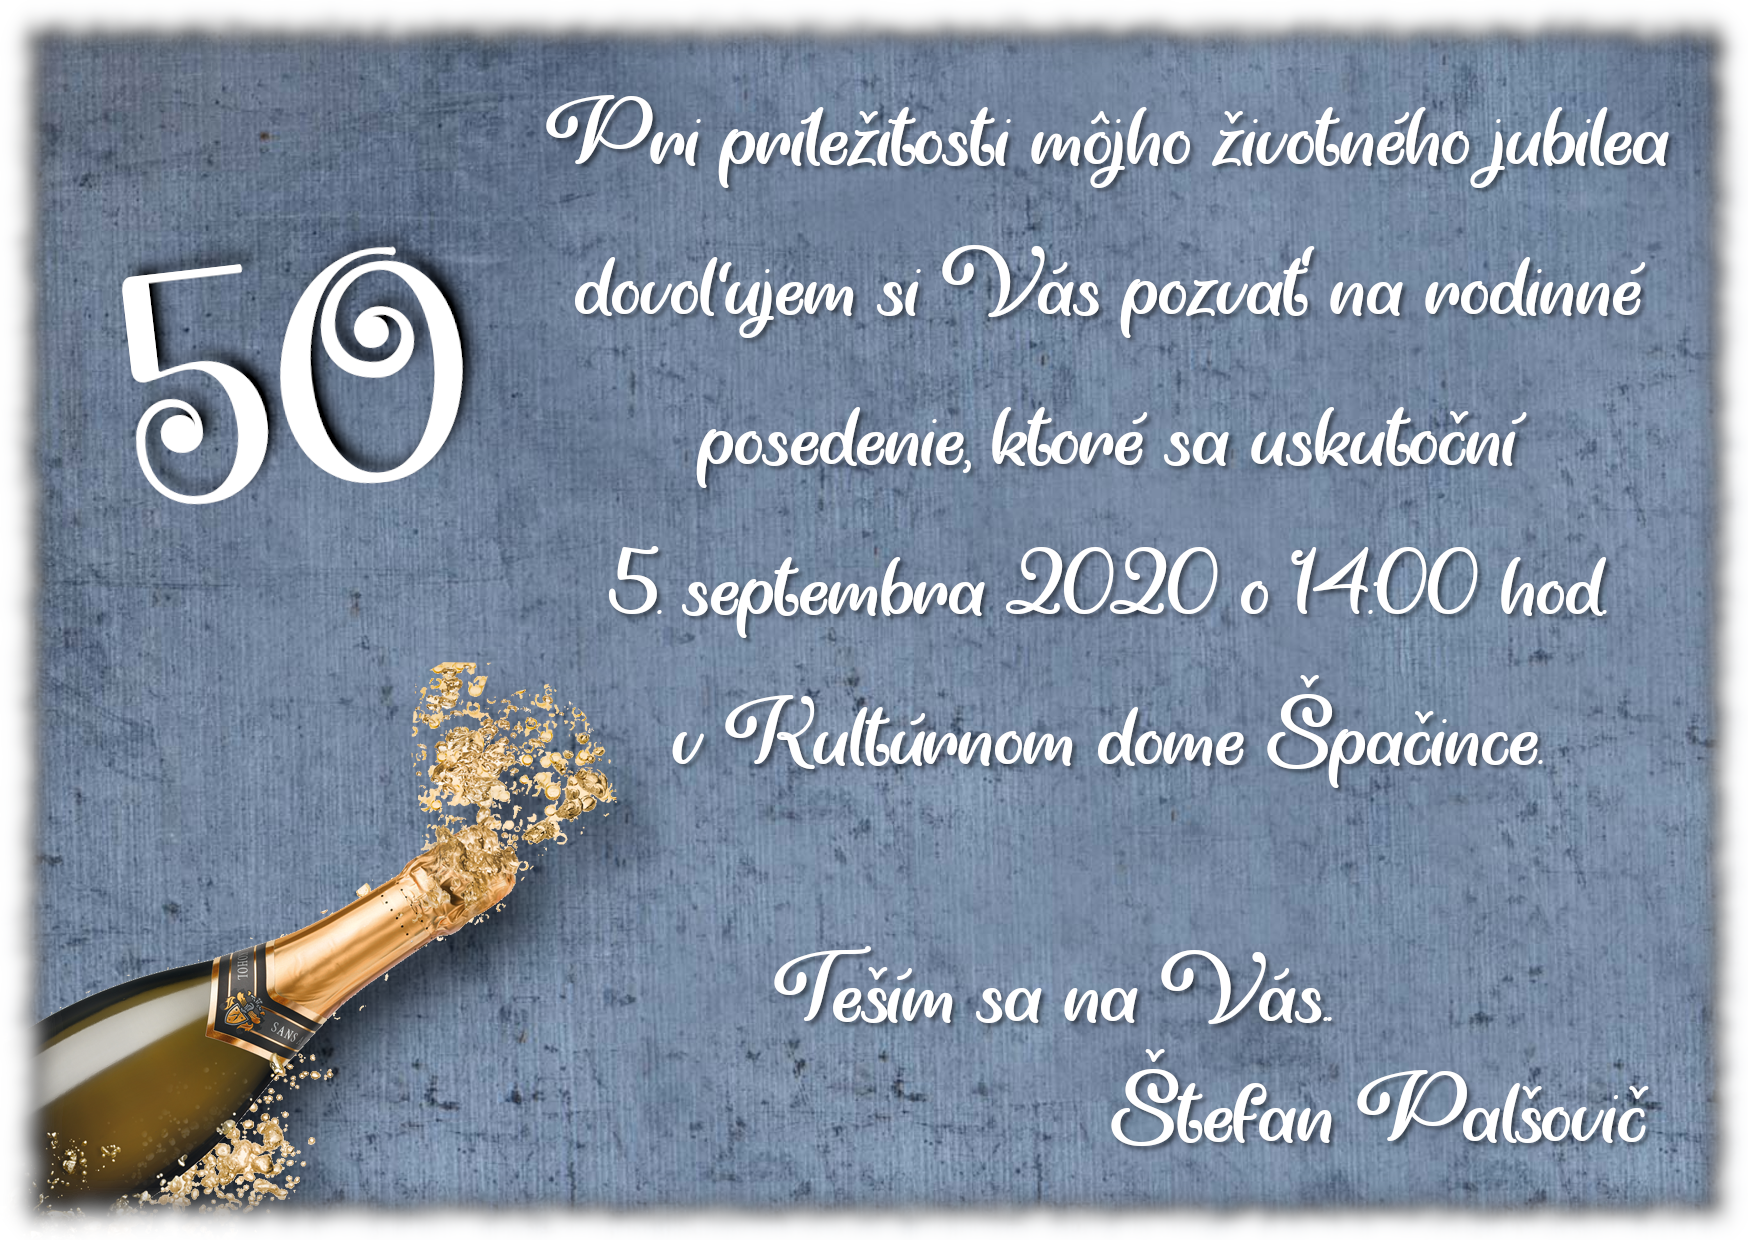 50
Pri príležitosti môjho životného jubilea
dovoľujem si Vás pozvať na rodinné
posedenie, ktoré sa uskutoční
5. septembra 2020 o 14:00 hod.
v Kultúrnom dome Špačince.
Teším sa na Vás..
Štefan Palšovič
SANS